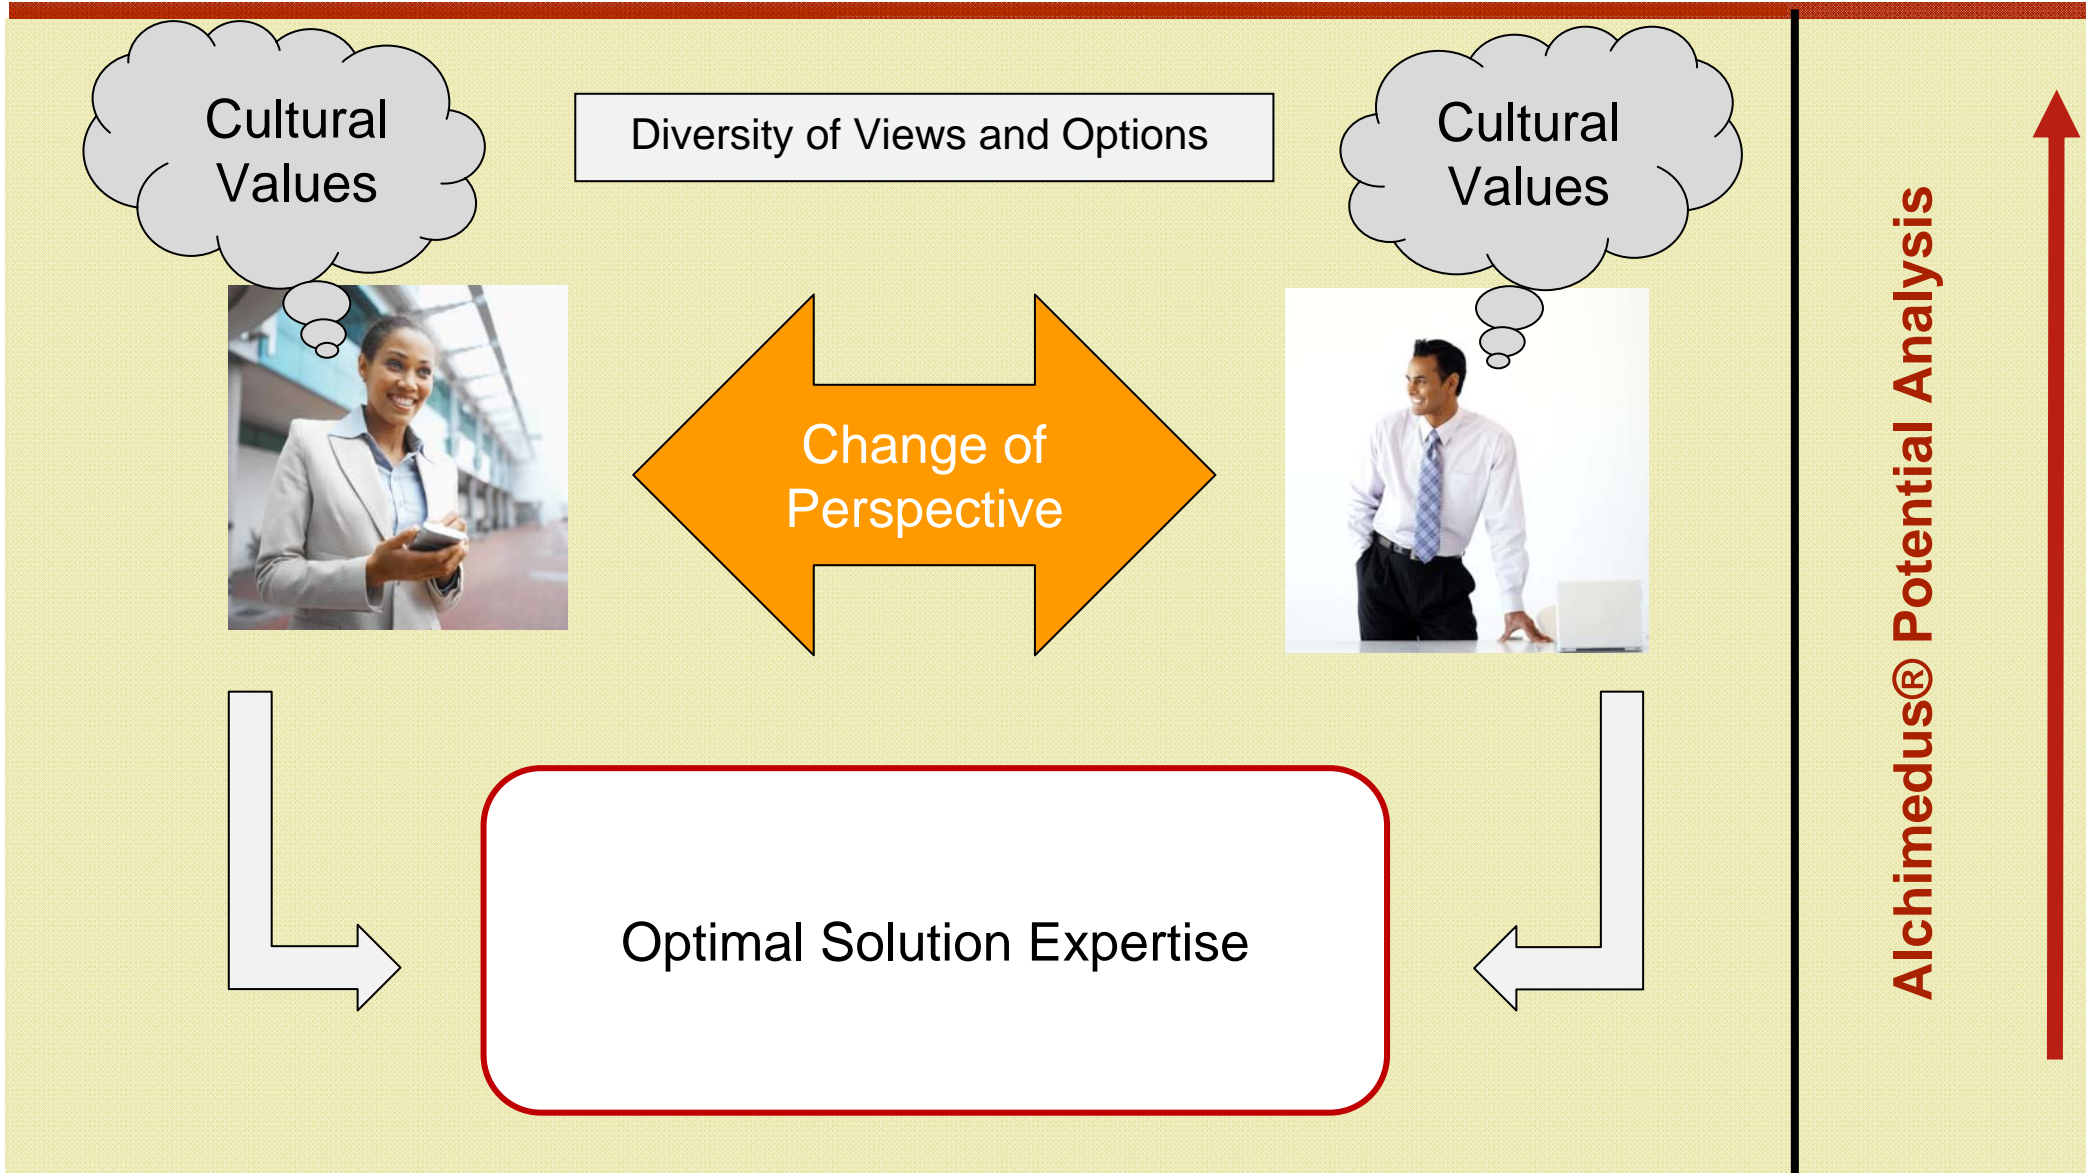 Cultural
Values
Diversity of Views and Options
Cultural
Values
Change of
Perspective
Optimal Solution Expertise
Alchimedus® Potential Analysis